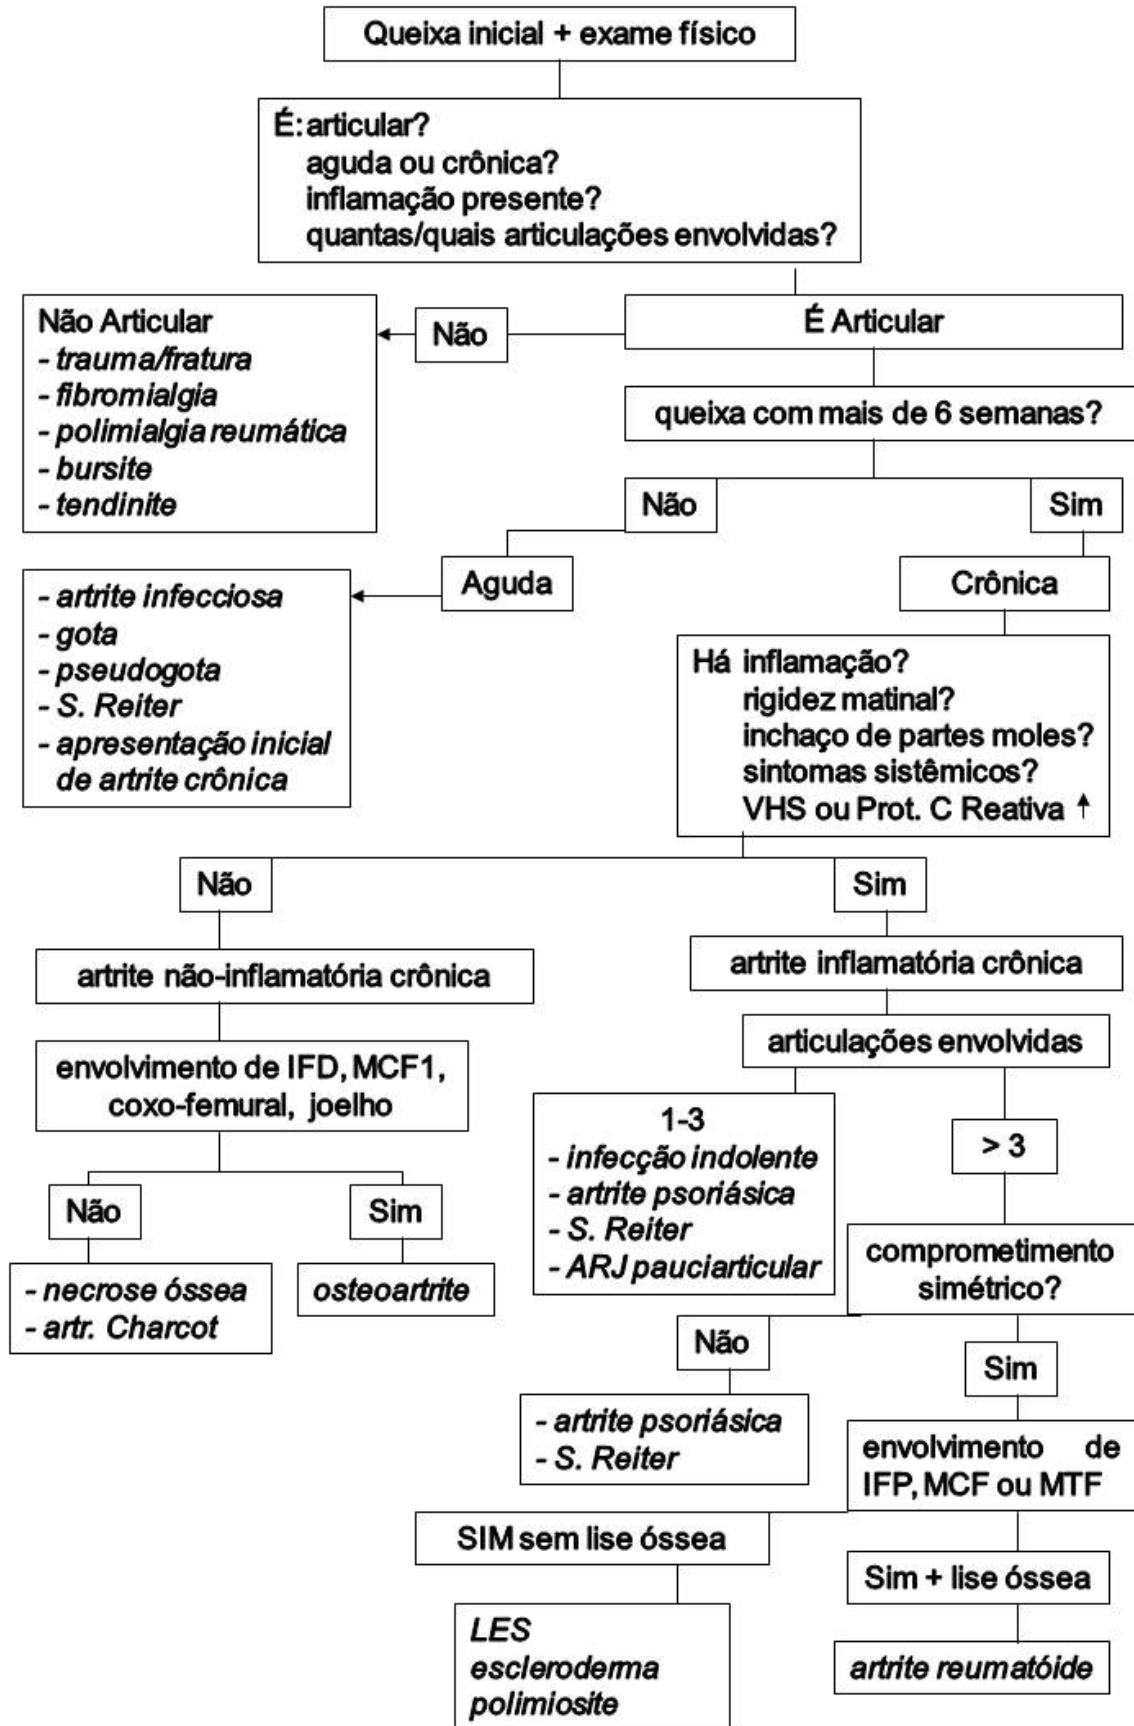 Queixa inicial + exame físico
É: articular?
aguda ou crônica?
inflamação presente?
quantas/quais articulações envolvidas?
Não Articular
- trauma/fratura
- fibromialgia
- polimialgia reumática
- bursite
- tendinite
Não
É Articular
queixa com mais de 6 semanas?
Não
Sim
Aguda
Crônica
- artrite infecciosa
- gota
- pseudogota
- S. Reiter
- apresentação inicial
de artrite crônica
Há inflamação?
rigidez matinal?
inchaço de partes moles?
sintomas sistêmicos?
VHS ou Prot. C Reativa ↑
Não
Sim
artrite não-inflamatória crônica
artrite inflamatória crônica
envolvimento de IFD, MCF1,
coxo-femural, joelho
articulações envolvidas
1-3
- infecção indolente
- artrite psoriásica
- S. Reiter
- ARJ pauciarticular
> 3
Não
Sim
- necrose óssea
- artr. Charcot
osteoartrite
comprometimento
simétrico?
Não
Sim
- artrite psoriásica
- S. Reiter
envolvimento de
IFP, MCF ou MTF
SIM sem lise óssea
Sim + lise óssea
LES
escleroderma
polimiosite
artrite reumatóide